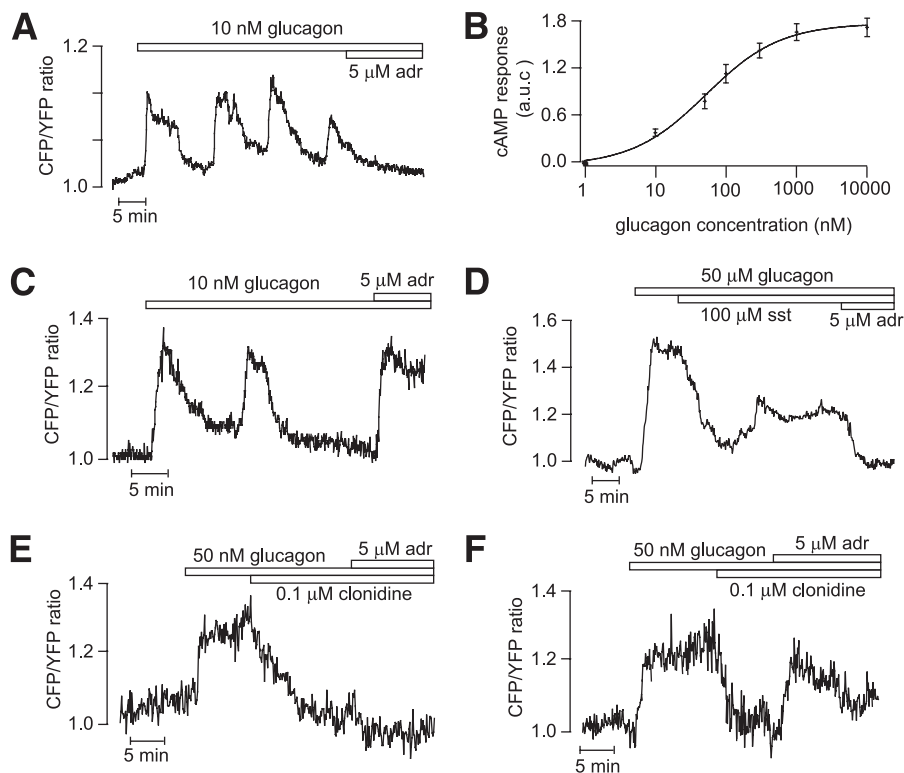 A
10 nM glucagon
5 µM adr
1.2
1.0
CFP/YFP ratio
5 min
B
1.8
1.2
0.6
0.0
cAMP response
(a.u.c)
1 10 100 1000 10000
glucagon concentration (nM)
C
5 µM adr
10 nM glucagon
1.4
1.2
1.0
CFP/YFP ratio
5 min
D
50 µM glucagon
100 µM sst
5 µM adr
1.6
1.4
1.2
1.0
CFP/YFP ratio
5 min
E
5 µM adr
50 nM glucagon
0.1 µM clonidine
1.4
1.2
1.0
CFP/YFP ratio
5 min
F
5 µM adr
50 nM glucagon
0.1 µM clonidine
1.4
1.2
1.0
CFP/YFP ratio
5 min